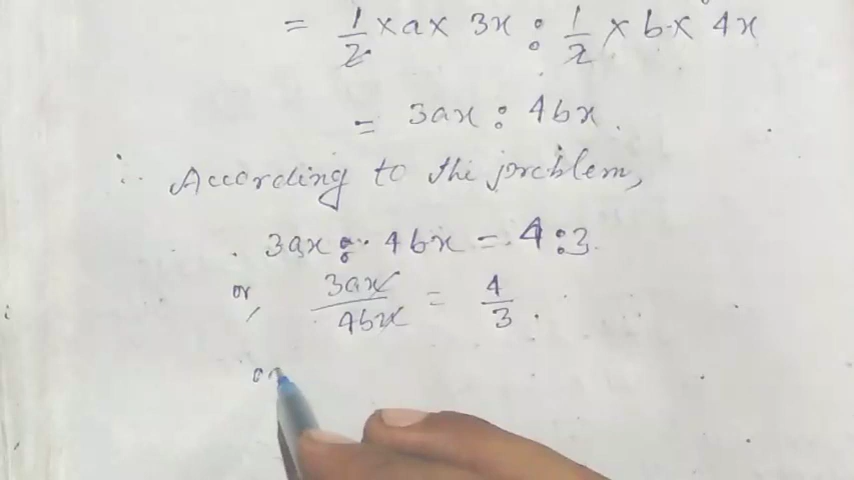 = 1/2 × a × 3x : 1/2 × b × 4x
= 3ax : 4bx.
∴ According to the problem,
3ax : 4bx = 4 : 3.
or, 3ax/4bx = 4/3.
or